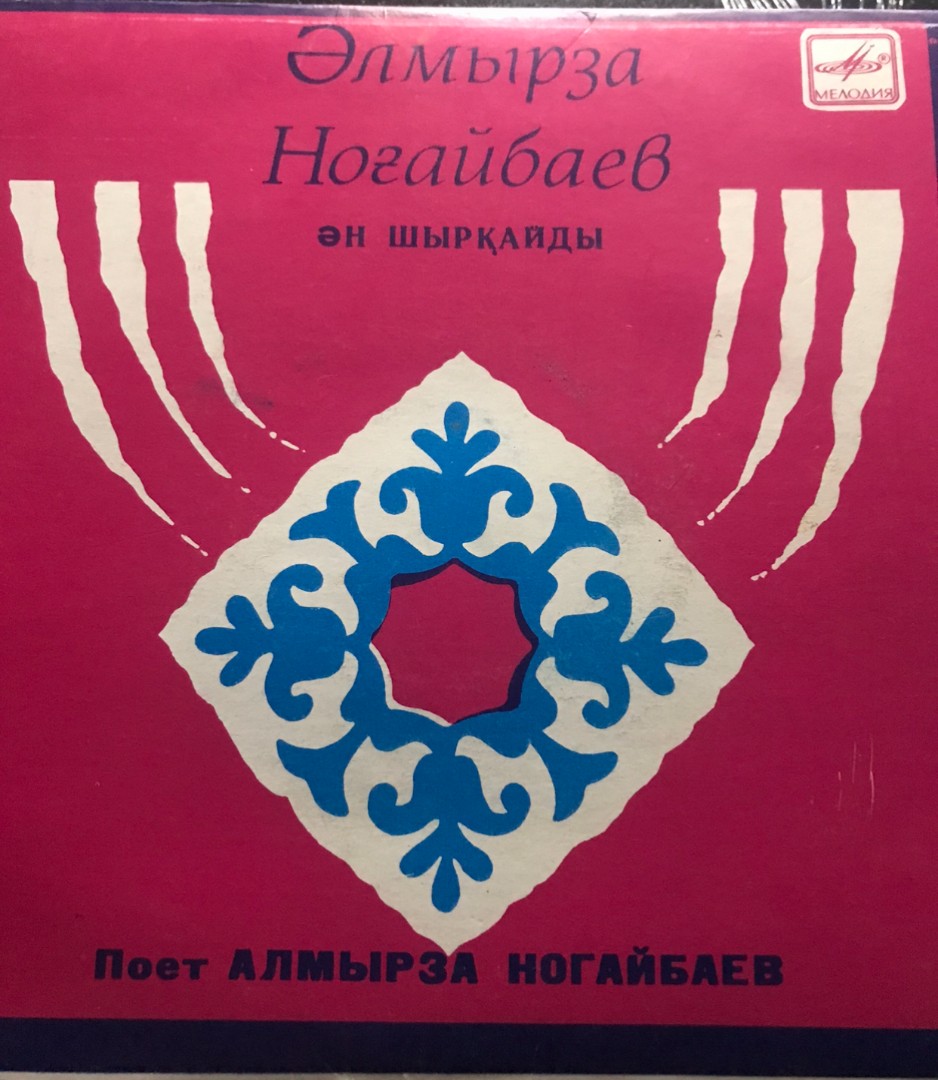 Әлмырза
МЕЛОДИЯ
Ноғайбаев
ӘН ШЫРҚАЙДЫ
Поет АЛМЫРЗА НОГАЙБАЕВ